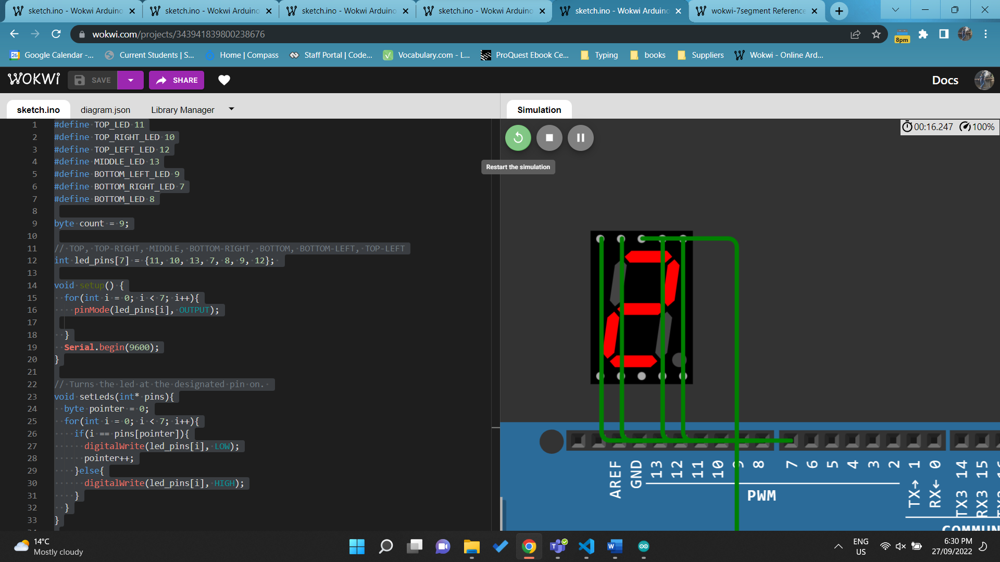 sketch.ino - Wokwi Arduino
sketch.ino - Wokwi Arduino
sketch.ino - Wokwi Arduino
sketch.ino - Wokwi Arduino
sketch.ino - Wokwi Arduino
wokwi-7segment Reference
wokwi.com/projects/343941839800238676
8pm
26
Google Calendar -...
Current Students | S...
Home | Compass
Staff Portal | Code...
Vocabulary.com - L...
ProQuest Ebook Ce...
Typing
books
Suppliers
Wokwi - Online Ard...
WOKWi
SAVE
SHARE
Docs
sketch.ino
diagram.json
Library Manager
Simulation
1 #define TOP_LED 11
2 #define TOP_RIGHT_LED 10
3 #define TOP_LEFT_LED 12
4 #define MIDDLE_LED 13
5 #define BOTTOM_LEFT_LED 9
6 #define BOTTOM_RIGHT_LED 7
7 #define BOTTOM_LED 8
8
9 byte count = 9;
10
11 // TOP, TOP-RIGHT, MIDDLE, BOTTOM-RIGHT, BOTTOM, BOTTOM-LEFT, TOP-LEFT
12 int led_pins[7] = {11, 10, 13, 7, 8, 9, 12};
13
14 void setup() {
15   for(int i = 0; i < 7; i++){
16     pinMode(led_pins[i], OUTPUT);
17
18   }
19   Serial.begin(9600);
20 }
21
22 // Turns the led at the designated pin on.
23 void setLeds(int* pins){
24   byte pointer = 0;
25   for(int i = 0; i < 7; i++){
26     if(i == pins[pointer]){
27       digitalWrite(led_pins[i], LOW);
28       pointer++;
29     }else{
30       digitalWrite(led_pins[i], HIGH);
31     }
32   }
33 }
00:16.247 100%
Restart the simulation
AREF GND 13 12 11 10 9 8 7 6 5 4 3 2 TX→ 1 RX← 0 TX3 14 RX3 15
PWM
COMMUN
14°C
Mostly cloudy
ENG
US
6:30 PM
27/09/2022